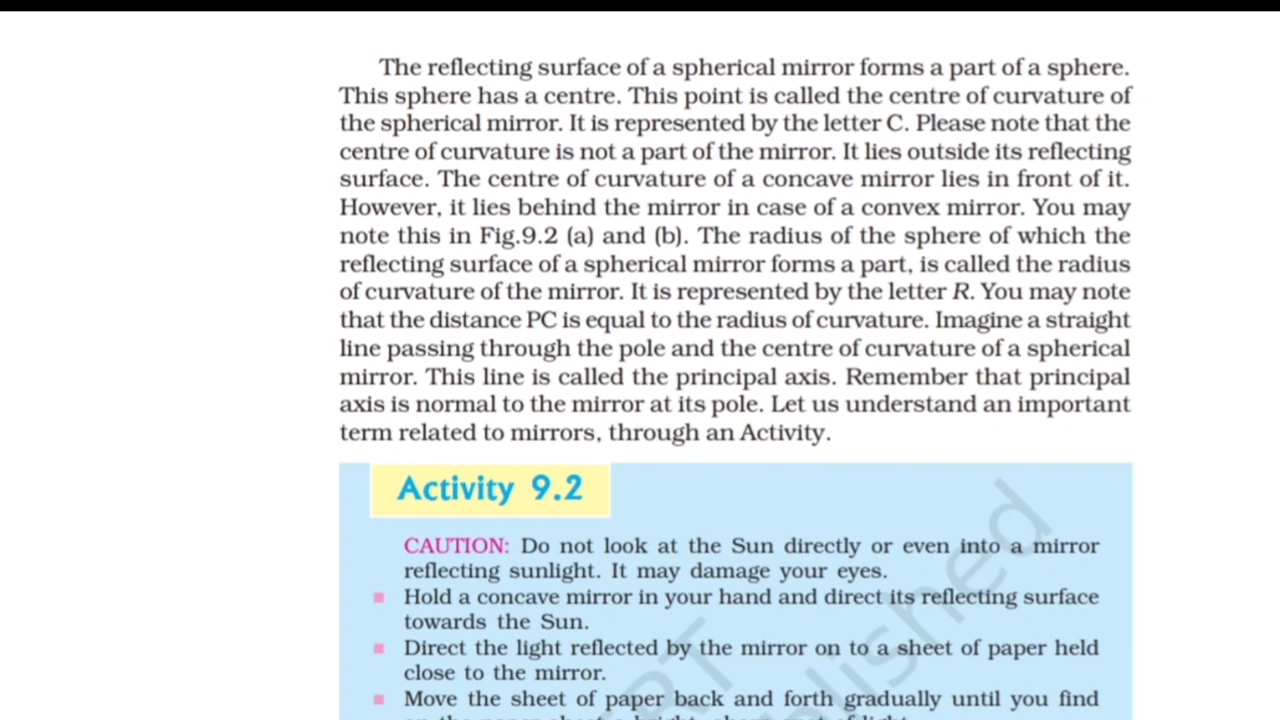 The reflecting surface of a spherical mirror forms a part of a sphere.
This sphere has a centre. This point is called the centre of curvature of
the spherical mirror. It is represented by the letter C. Please note that the
centre of curvature is not a part of the mirror. It lies outside its reflecting
surface. The centre of curvature of a concave mirror lies in front of it.
However, it lies behind the mirror in case of a convex mirror. You may
note this in Fig.9.2 (a) and (b). The radius of the sphere of which the
reflecting surface of a spherical mirror forms a part, is called the radius
of curvature of the mirror. It is represented by the letter R. You may note
that the distance PC is equal to the radius of curvature. Imagine a straight
line passing through the pole and the centre of curvature of a spherical
mirror. This line is called the principal axis. Remember that principal
axis is normal to the mirror at its pole. Let us understand an important
term related to mirrors, through an Activity.
Activity 9.2
CAUTION: Do not look at the Sun directly or even into a mirror
reflecting sunlight. It may damage your eyes.
Hold a concave mirror in your hand and direct its reflecting surface
towards the Sun.
Direct the light reflected by the mirror on to a sheet of paper held
close to the mirror.
Move the sheet of paper back and forth gradually until you find